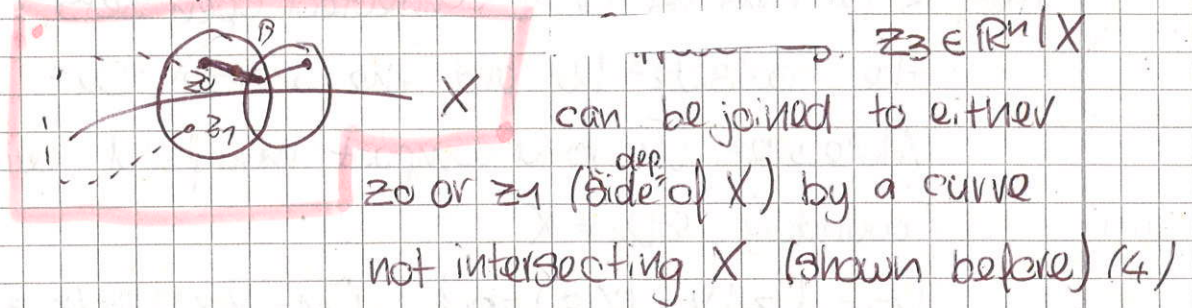 B
z0
z1
X
z3 ∈ ℝⁿ\X
can be joined to either
z0 or z1 (dep. side of X) by a curve
not intersecting X (shown before) (4)